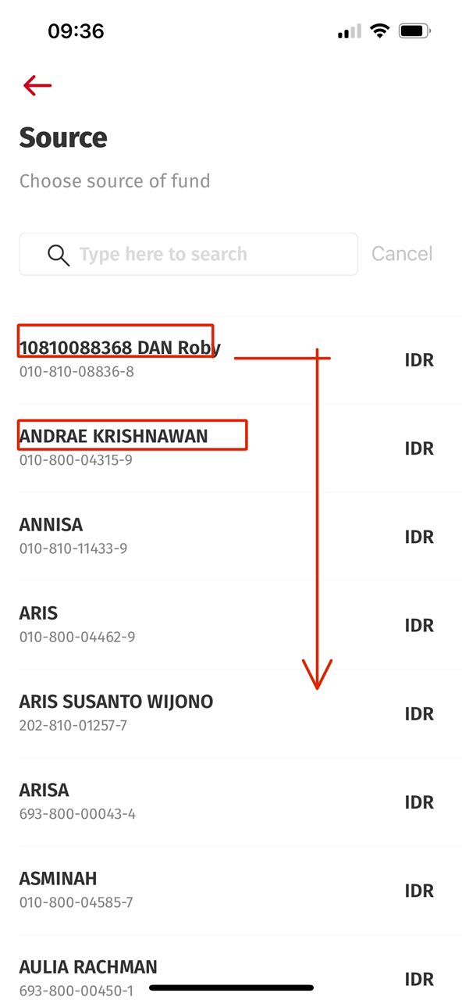 09:36
Source
Choose source of fund
Type here to search Cancel
10810088368 DAN Roby
010-810-08836-8
IDR
ANDRAE KRISHNAWAN
010-800-04315-9
IDR
ANNISA
010-810-11433-9
IDR
ARIS
010-800-04462-9
IDR
ARIS SUSANTO WIJONO
202-810-01257-7
IDR
ARISA
693-800-00043-4
IDR
ASMINAH
010-800-04585-7
IDR
AULIA RACHMAN
693-800-00450-1
IDR